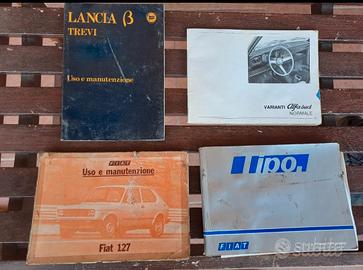 LANCIA β
TREVI
Uso e manutenzione
VARIANTI Alfasud
NORMALE
FIAT
Uso e manutenzione
Fiat 127
Tipo
FIAT
Subito